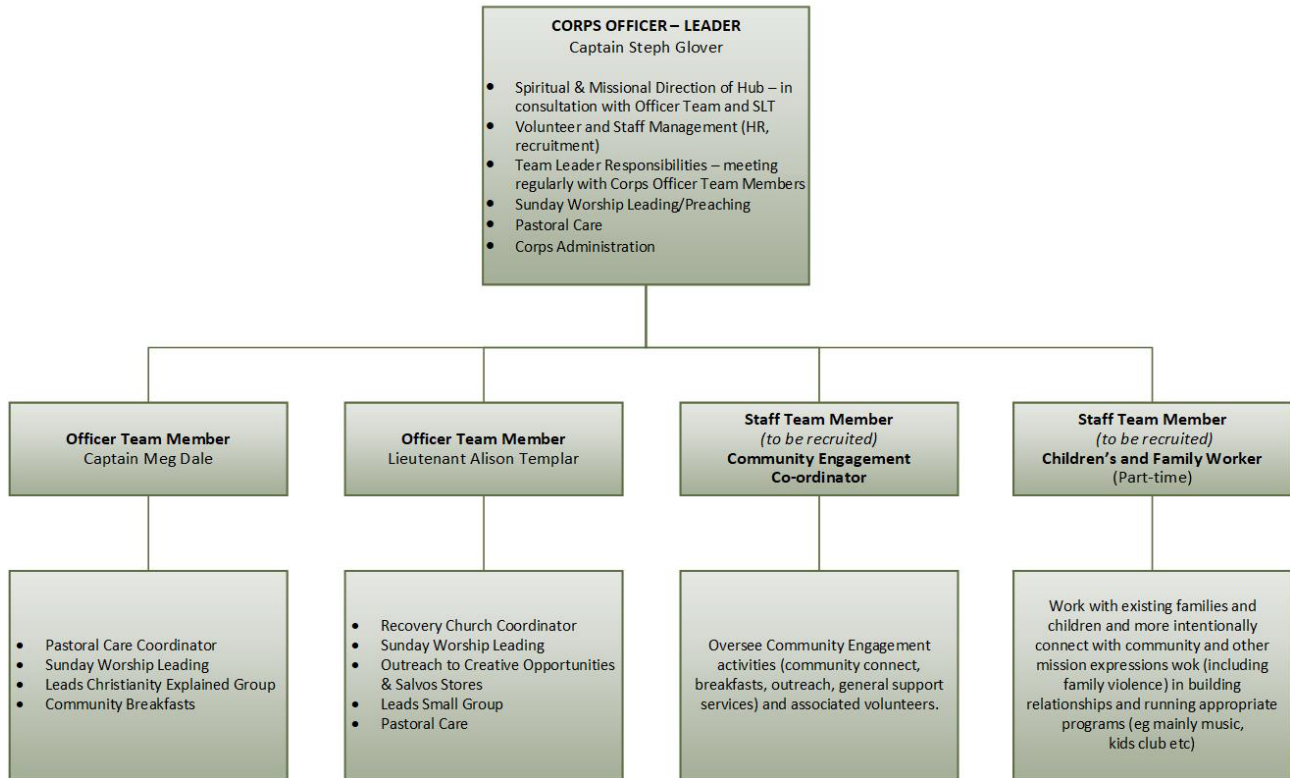 CORPS OFFICER – LEADER
Captain Steph Glover
• Spiritual & Missional Direction of Hub – in
consultation with Officer Team and SLT
• Volunteer and Staff Management (HR,
recruitment)
• Team Leader Responsibilities – meeting
regularly with Corps Officer Team Members
• Sunday Worship Leading/Preaching
• Pastoral Care
• Corps Administration
Officer Team Member
Captain Meg Dale
Officer Team Member
Lieutenant Alison Templar
Staff Team Member
(to be recruited)
Community Engagement
Co-ordinator
Staff Team Member
(to be recruited)
Children's and Family Worker
(Part-time)
• Pastoral Care Coordinator
• Sunday Worship Leading
• Leads Christianity Explained Group
• Community Breakfasts
• Recovery Church Coordinator
• Sunday Worship Leading
• Outreach to Creative Opportunities
& Salvos Stores
• Leads Small Group
• Pastoral Care
Oversee Community Engagement
activities (community connect,
breakfasts, outreach, general support
services) and associated volunteers.
Work with existing families and
children and more intentionally
connect with community and other
mission expressions wok (including
family violence) in building
relationships and running appropriate
programs (eg mainly music,
kids club etc)